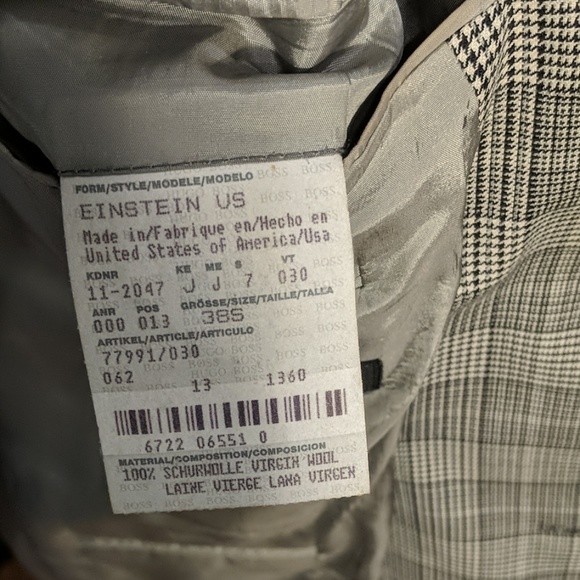 FORM/STYLE/MODELE/MODELO
EINSTEIN US
Made in/Fabrique en/Hecho en
United States of America/Usa
KDNR KE ME S VT
11-2047 J J 7 030
ANR POS GRÖSSE/SIZE/TAILLE/TALLA
000 013 38S
ARTIKEL/ARTICLE/ARTICULO
77991/030
062 13 1360
6722 06551 0
MATERIAL/COMPOSITION/COMPOSICION
100% SCHURWOLLE VIRGIN WOOL
LAINE VIERGE LANA VIRGEN